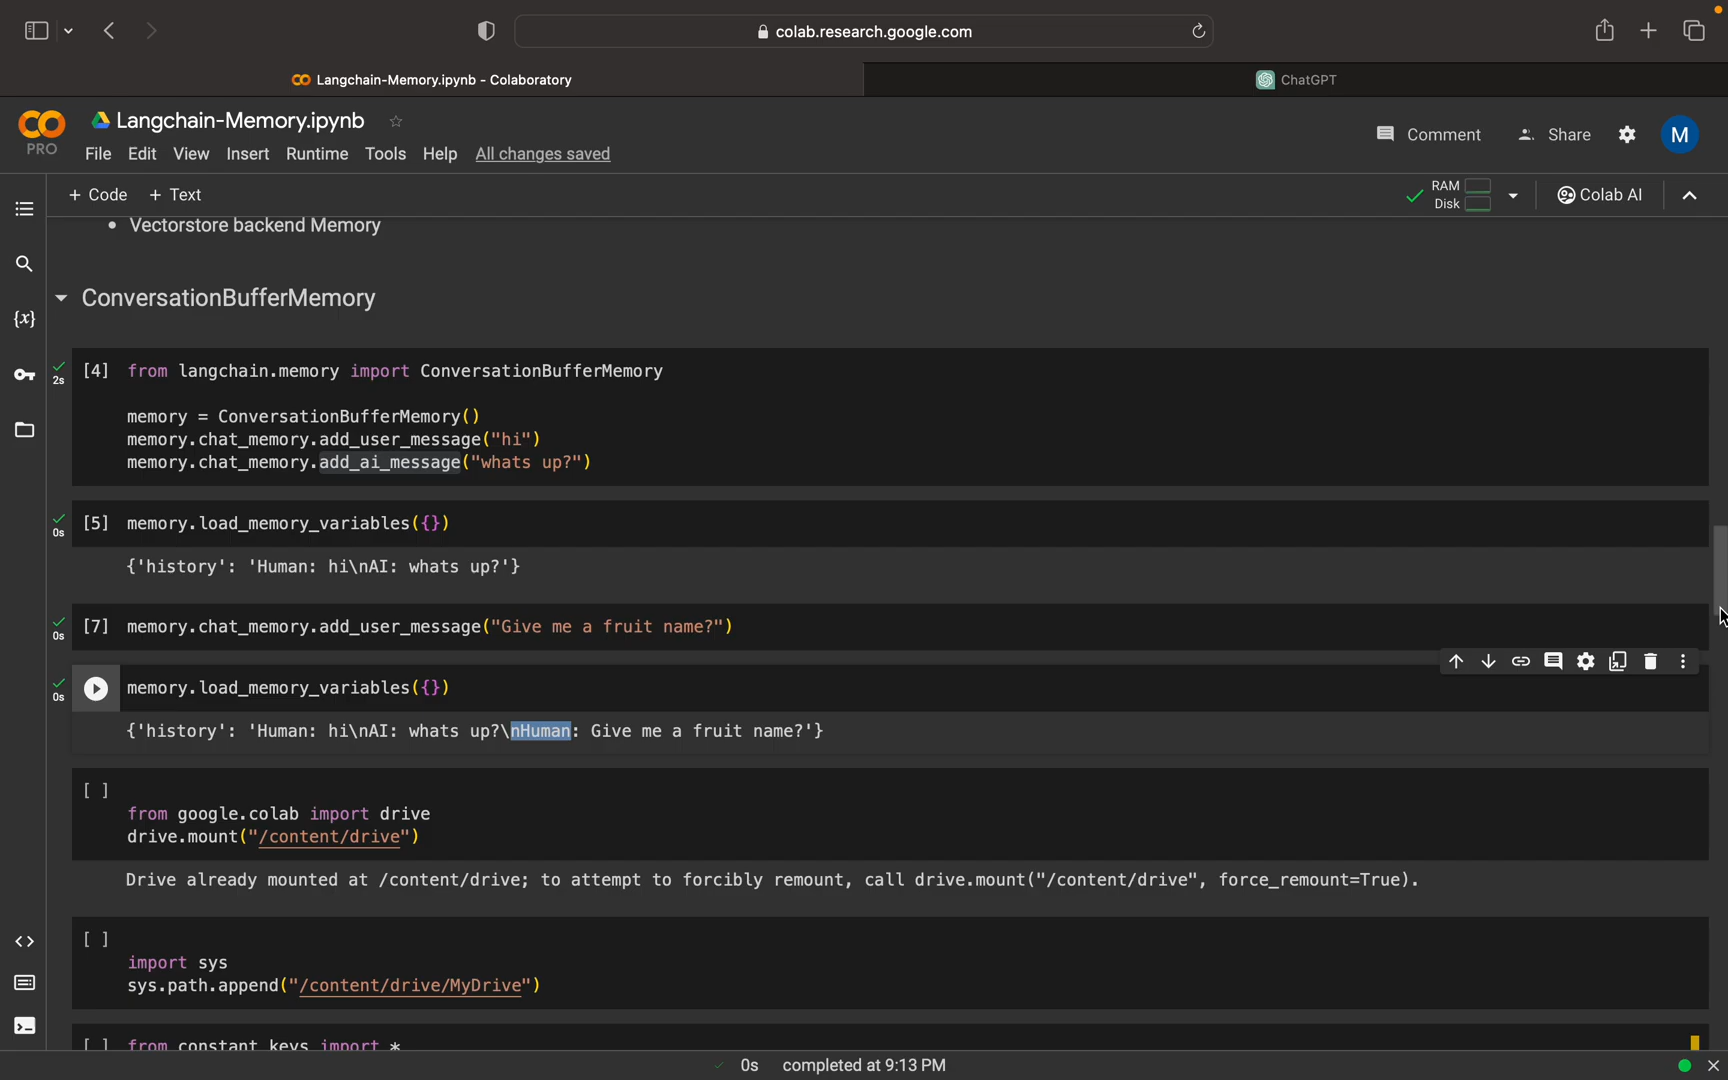 colab.research.google.com
Langchain-Memory.ipynb - Colaboratory
ChatGPT
PRO
Langchain-Memory.ipynb
File Edit View Insert Runtime Tools Help All changes saved
Comment
Share
M
+ Code + Text
RAM
Disk
Colab AI
{x}
• Vectorstore backend Memory
ConversationBufferMemory
2s
[4] from langchain.memory import ConversationBufferMemory
memory = ConversationBufferMemory()
memory.chat_memory.add_user_message("hi")
memory.chat_memory.add_ai_message("whats up?")
0s
[5] memory.load_memory_variables({})
{'history': 'Human: hi\nAI: whats up?'}
0s
[7] memory.chat_memory.add_user_message("Give me a fruit name?")
0s
memory.load_memory_variables({})
{'history': 'Human: hi\nAI: whats up?\nHuman: Give me a fruit name?'}
[ ]
from google.colab import drive
drive.mount("/content/drive")
Drive already mounted at /content/drive; to attempt to forcibly remount, call drive.mount("/content/drive", force_remount=True).
[ ]
import sys
sys.path.append("/content/drive/MyDrive")
[ ] from constant_keys import *
0s completed at 9:13 PM